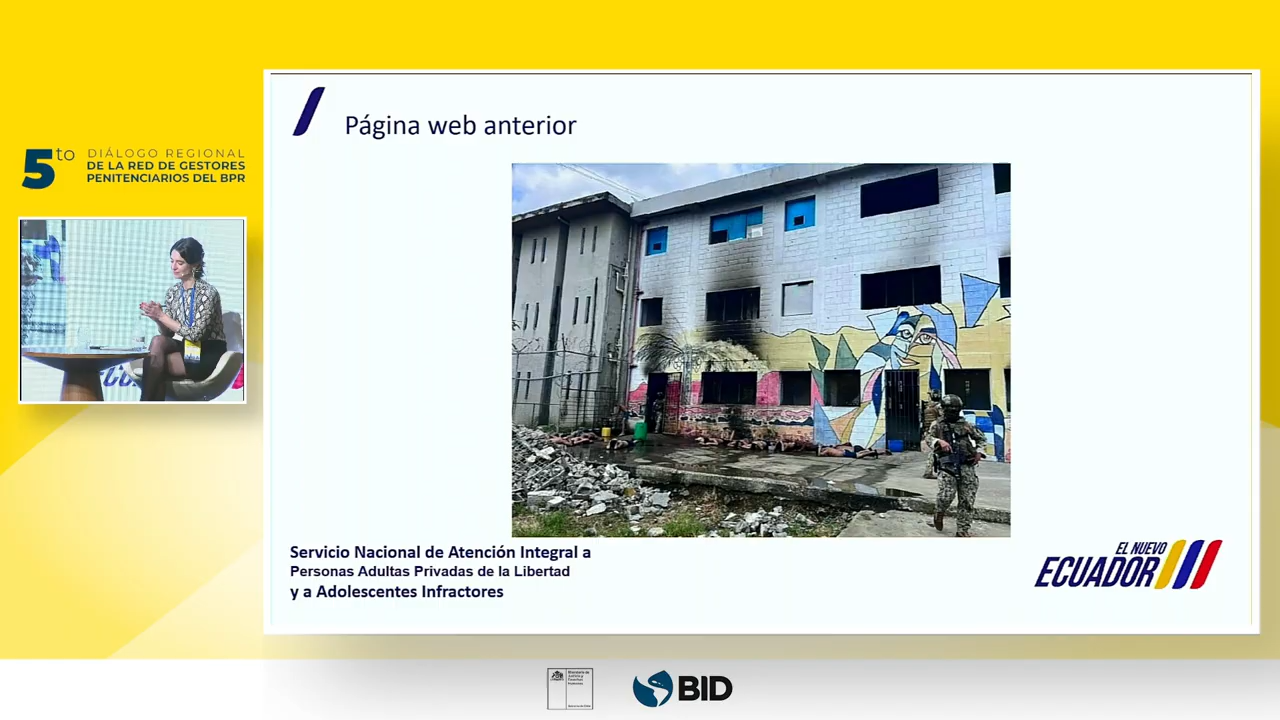 5to DIÁLOGO REGIONAL
DE LA RED DE GESTORES
PENITENCIARIOS DEL BPR
Página web anterior
Servicio Nacional de Atención Integral a
Personas Adultas Privadas de la Libertad
y a Adolescentes Infractores
EL NUEVO
ECUADOR
BID